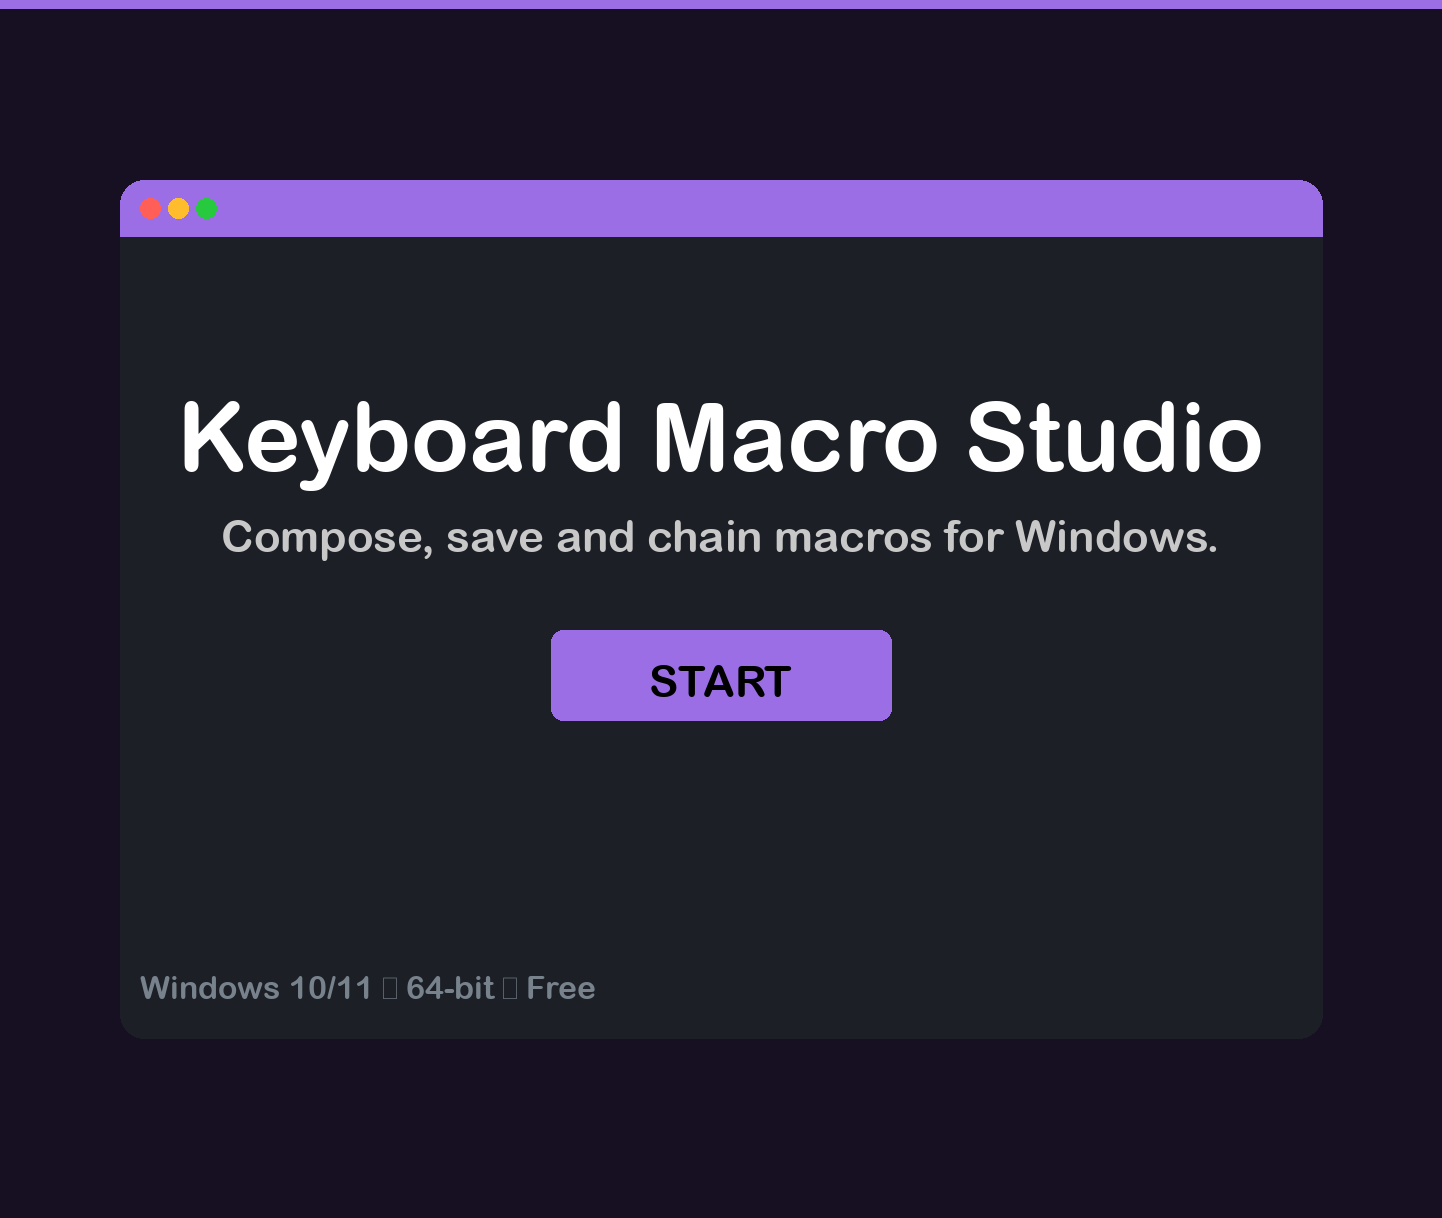 Keyboard Macro Studio
Compose, save and chain macros for Windows.
START
Windows 10/11 ▯ 64-bit ▯ Free